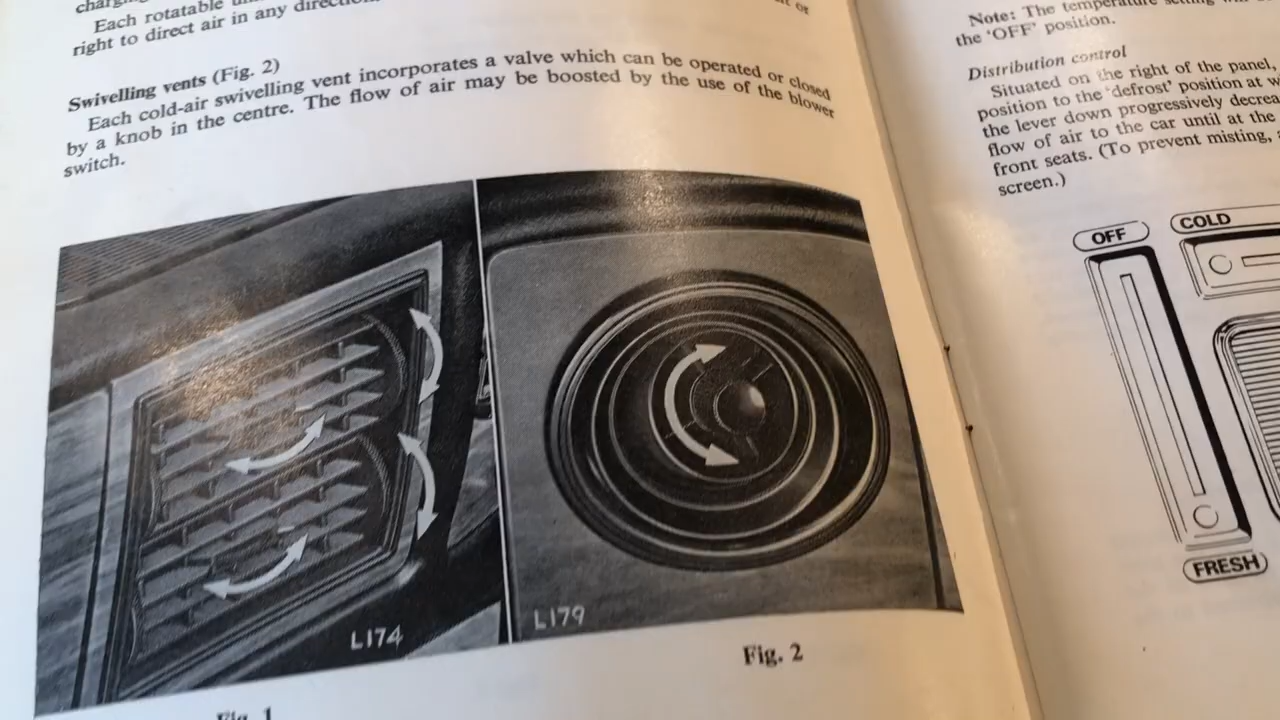 Each rotatable
right to direct air in any direction.
Swivelling vents (Fig. 2)
Each cold-air swivelling vent incorporates a valve which can be operated or closed
by a knob in the centre. The flow of air may be boosted by the use of the blower
switch.
L174
L179
Fig. 1
Fig. 2
Note: The temperature setting will
the 'OFF' position.
Distribution control
Situated on the right of the panel,
position to the 'defrost' position at
the lever down progressively
flow of air to the car until at the
front seats. (To prevent misting,
screen.)
OFF
COLD
FRESH